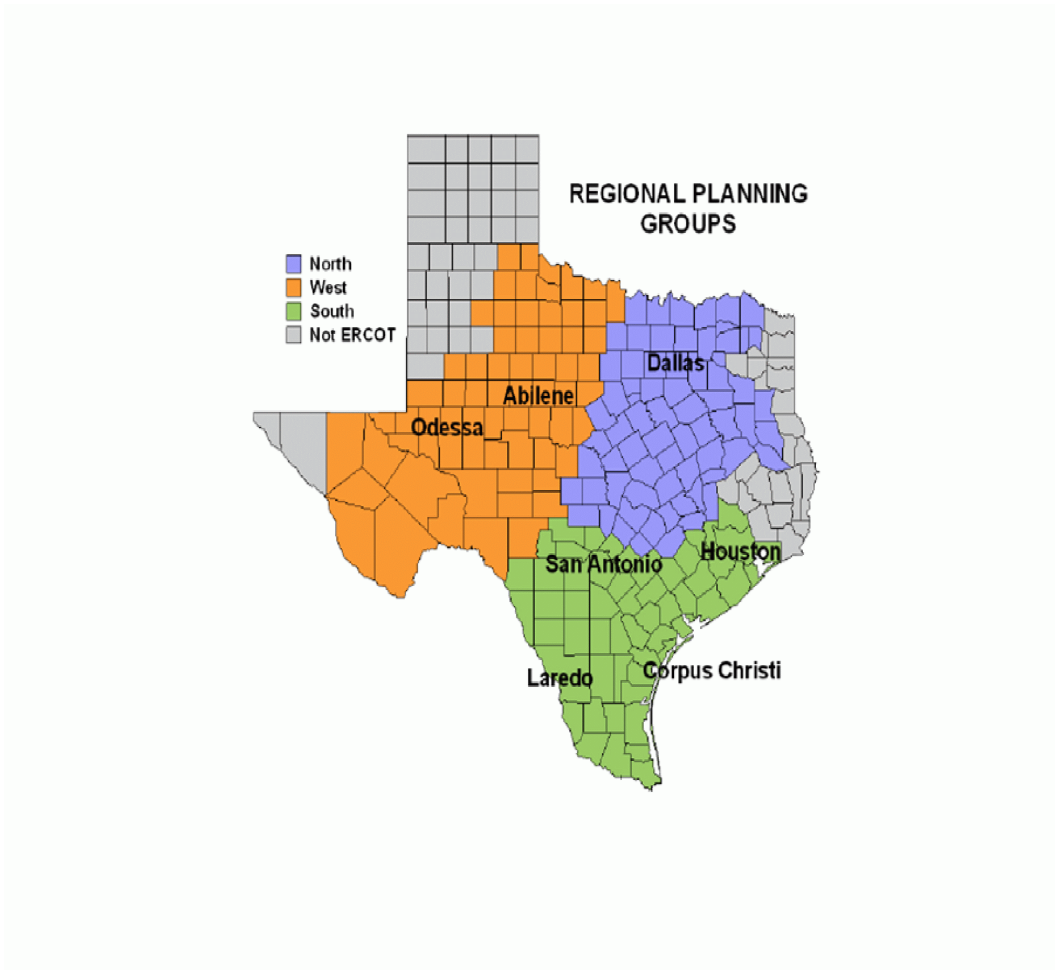 REGIONAL PLANNING
GROUPS
North
West
South
Not ERCOT
Dallas
Abilene
Odessa
Houston
San Antonio
Corpus Christi
Laredo